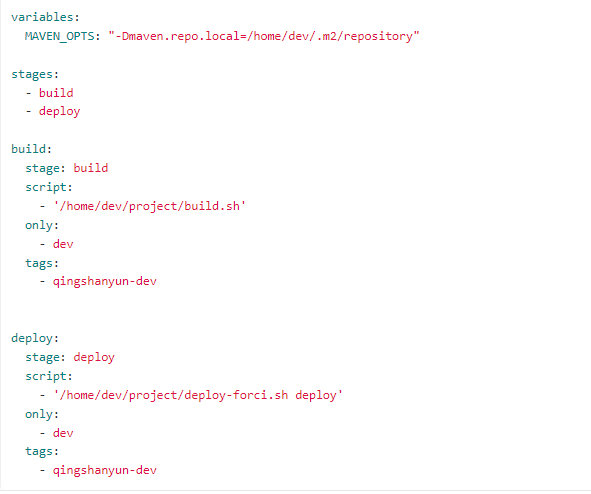 variables:
  MAVEN_OPTS: "-Dmaven.repo.local=/home/dev/.m2/repository"
stages:
  - build
  - deploy
build:
  stage: build
  script:
    - '/home/dev/project/build.sh'
  only:
    - dev
  tags:
    - qingshanyun-dev
deploy:
  stage: deploy
  script:
    - '/home/dev/project/deploy-forci.sh deploy'
  only:
    - dev
  tags:
    - qingshanyun-dev